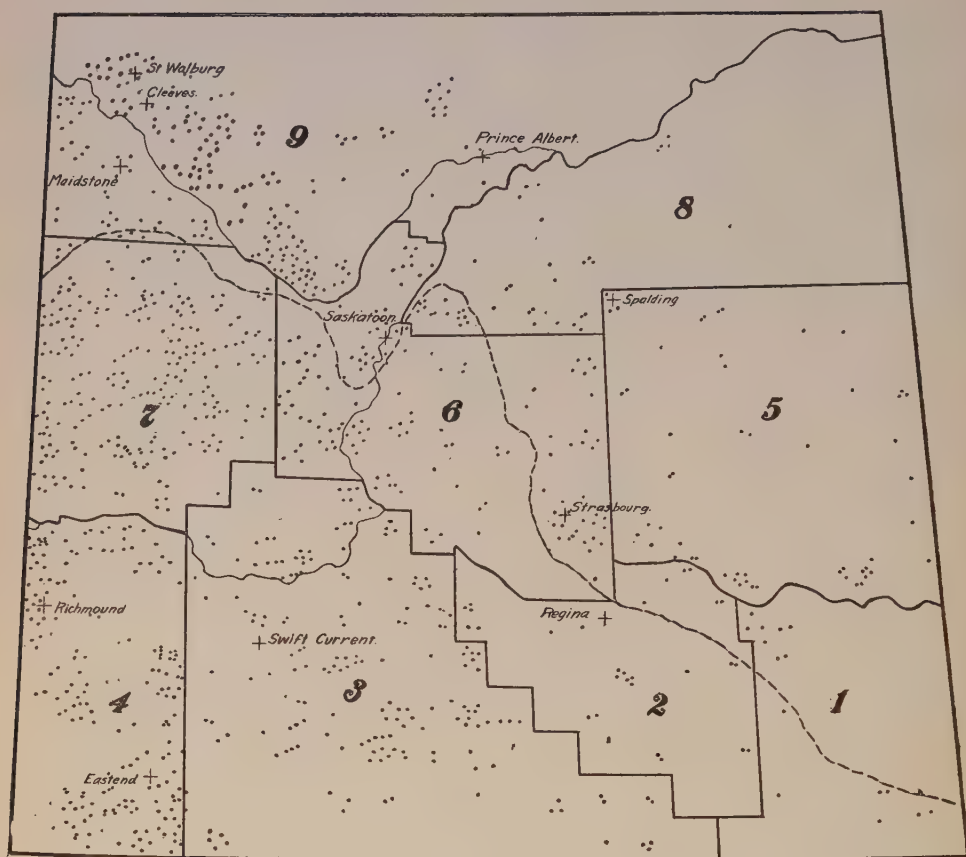 St Walburg
Cleeves.
9
Prince Albert.
Maidstone
8
Spalding
Saskatoon.
7
6
5
Strasbourg.
Richmound
Regina
Swift Current.
4
3
2
1
Eastend